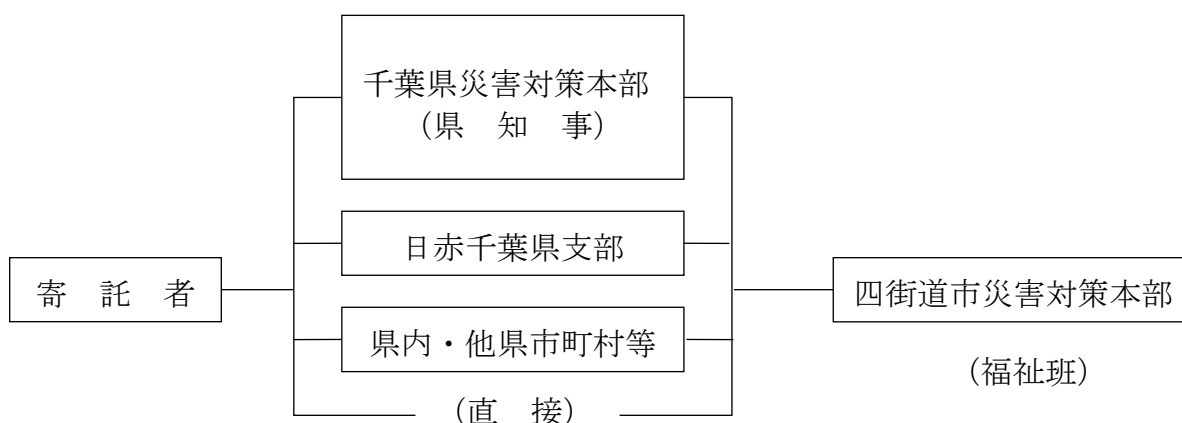 千葉県災害対策本部
（県　知　事）
日赤千葉県支部
寄　託　者
四街道市災害対策本部
県内・他県市町村等
（福祉班）
（直　接）